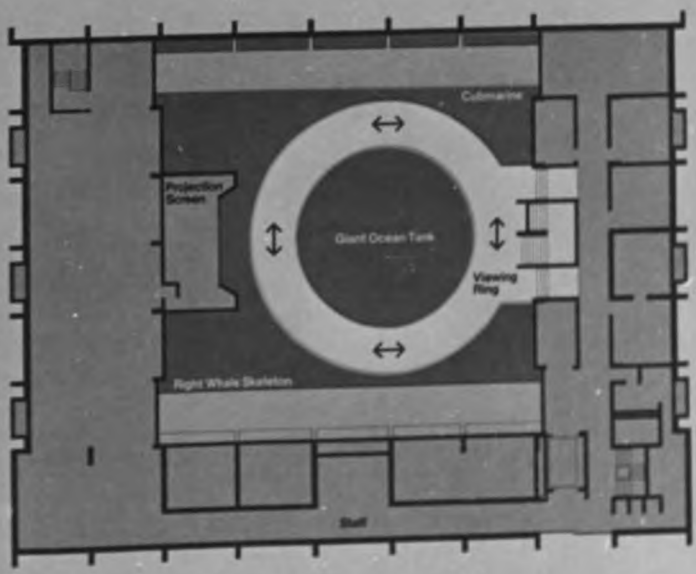 Cubmarine
Projection
Screen
Giant Ocean Tank
Viewing
Ring
Right Whale Skeleton
Staff